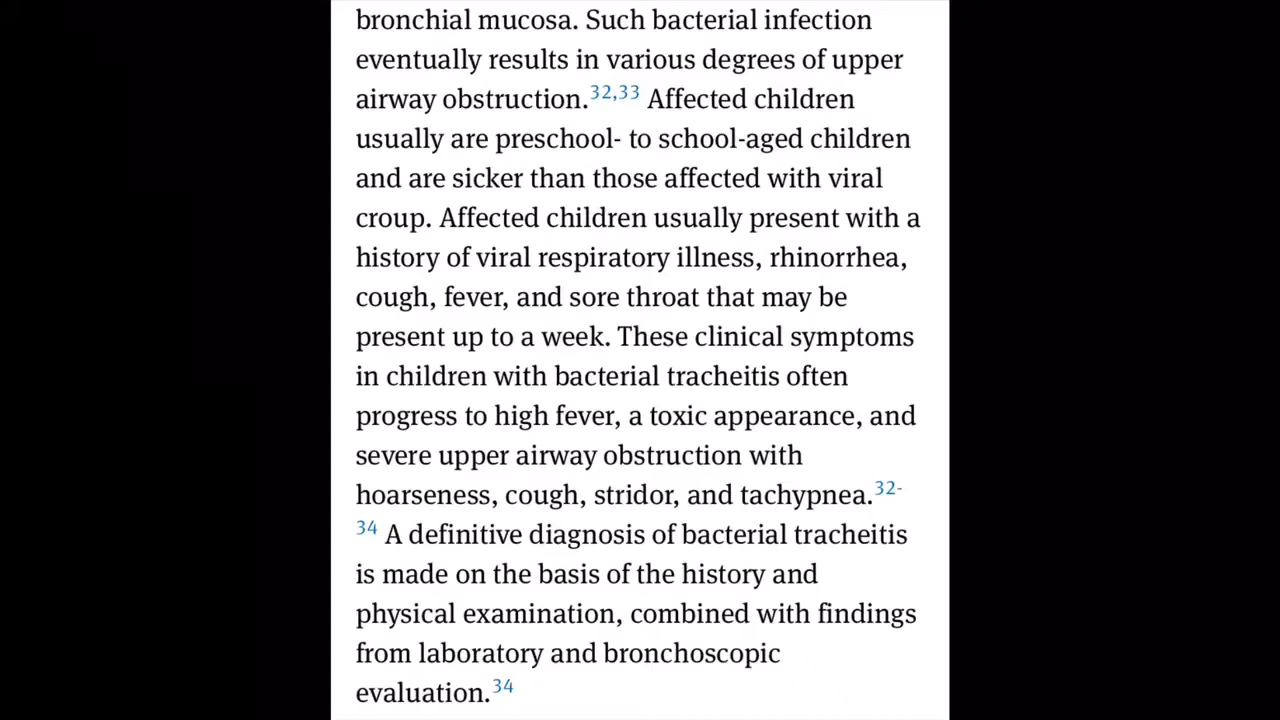 bronchial mucosa. Such bacterial infection
eventually results in various degrees of upper
airway obstruction.32,33 Affected children
usually are preschool- to school-aged children
and are sicker than those affected with viral
croup. Affected children usually present with a
history of viral respiratory illness, rhinorrhea,
cough, fever, and sore throat that may be
present up to a week. These clinical symptoms
in children with bacterial tracheitis often
progress to high fever, a toxic appearance, and
severe upper airway obstruction with
hoarseness, cough, stridor, and tachypnea.32-
34 A definitive diagnosis of bacterial tracheitis
is made on the basis of the history and
physical examination, combined with findings
from laboratory and bronchoscopic
evaluation.34